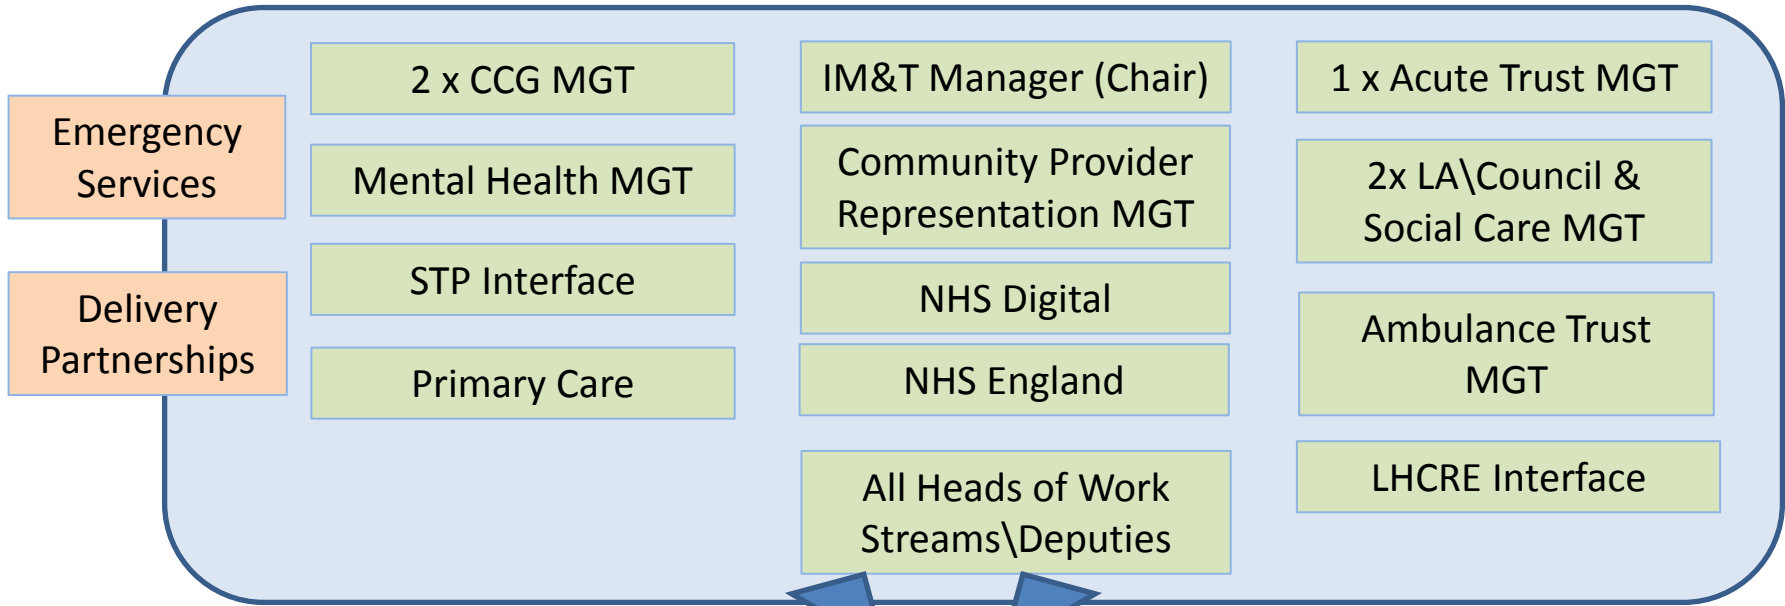 Emergency
Services
Delivery
Partnerships
2 x CCG MGT
Mental Health MGT
STP Interface
Primary Care
IM&T Manager (Chair)
Community Provider
Representation MGT
NHS Digital
NHS England
All Heads of Work
Streams\Deputies
1 x Acute Trust MGT
2x LA\Council &
Social Care MGT
Ambulance Trust
MGT
LHCRE Interface